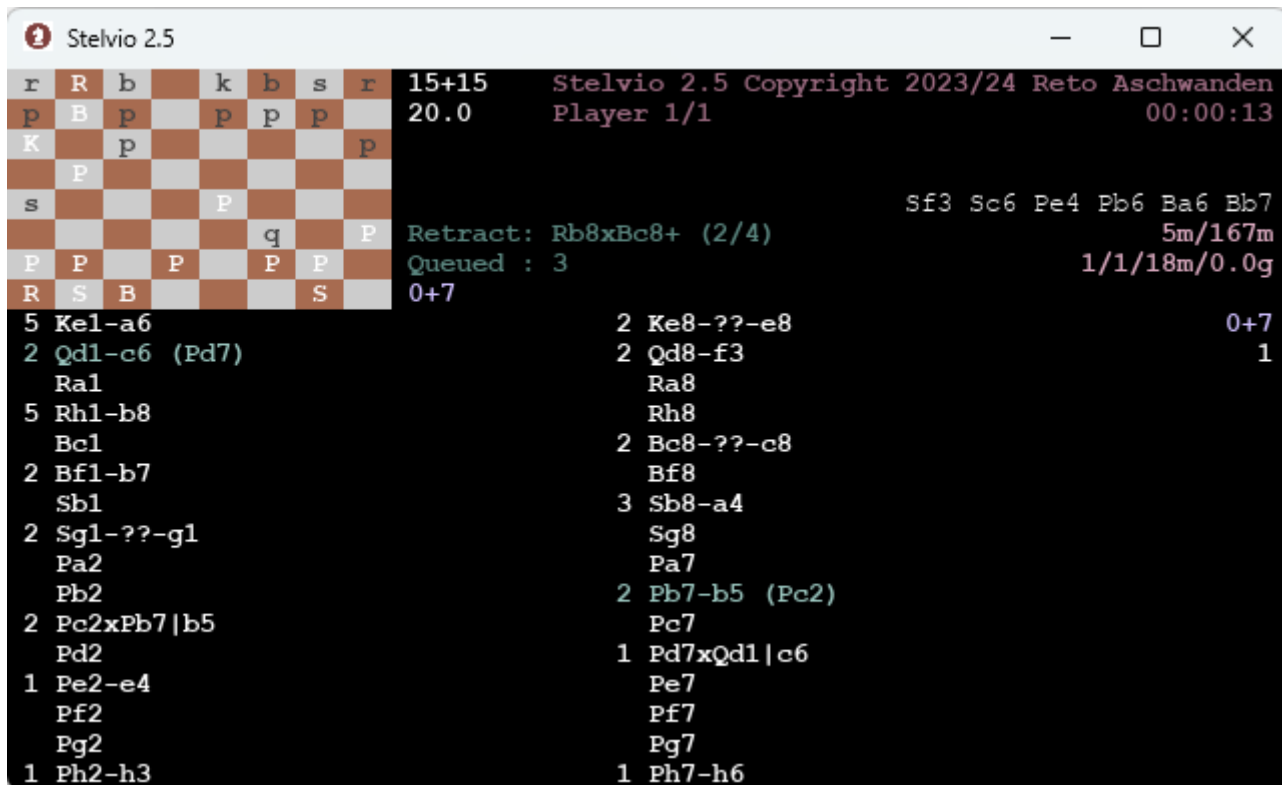 Stelvio 2.5
r R b k b s r 15+15 Stelvio 2.5 Copyright 2023/24 Reto Aschwanden
p B p p p p 20.0 Player 1/1 00:00:13
K p p
P
s P Sf3 Sc6 Pe4 Pb6 Ba6 Bb7
q P Retract: Rb8xBc8+ (2/4) 5m/167m
P P P P P Queued : 3 1/1/18m/0.0g
R S B S 0+7
5 Ke1-a6 2 Ke8-??-e8 0+7
2 Qd1-c6 (Pd7) 2 Qd8-f3 1
Ra1 Ra8
5 Rh1-b8 Rh8
Bc1 2 Bc8-??-c8
2 Bf1-b7 Bf8
Sb1 3 Sb8-a4
2 Sg1-??-g1 Sg8
Pa2 Pa7
Pb2 2 Pb7-b5 (Pc2)
2 Pc2xPb7|b5 Pc7
Pd2 1 Pd7xQd1|c6
1 Pe2-e4 Pe7
Pf2 Pf7
Pg2 Pg7
1 Ph2-h3 1 Ph7-h6